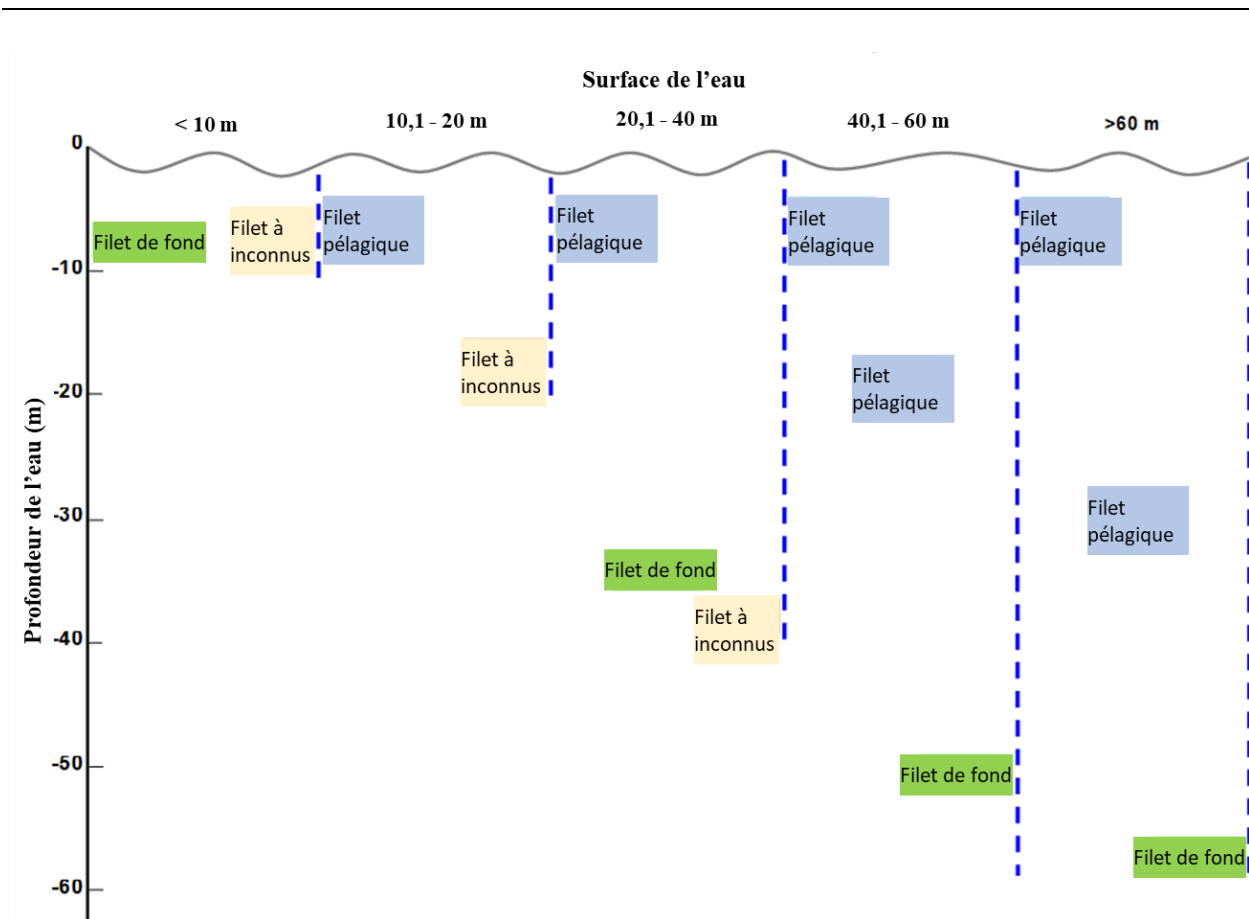 Surface de l’eau
< 10 m
10,1 - 20 m
20,1 - 40 m
40,1 - 60 m
>60 m
0
Filet de fond
Filet à
inconnus
Filet
pélagique
Filet
pélagique
Filet
pélagique
Filet
pélagique
-10
Filet à
inconnus
Filet
pélagique
-20
Profondeur de l’eau (m)
-30
Filet
pélagique
Filet de fond
Filet à
inconnus
-40
-50
Filet de fond
Filet de fond
-60